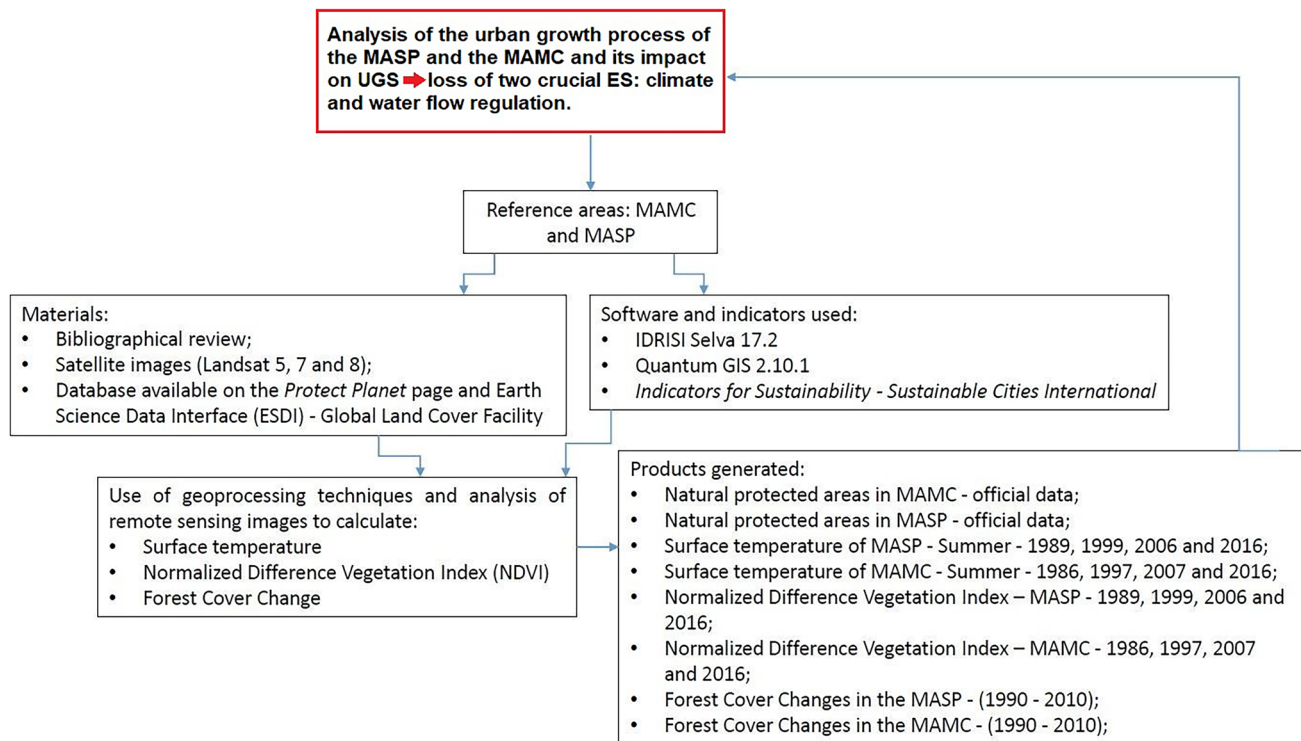 Analysis of the urban growth process of
the MASP and the MAMC and its impact
on UGS ➡ loss of two crucial ES: climate
and water flow regulation.
Reference areas: MAMC
and MASP
Materials:
• Bibliographical review;
• Satellite images (Landsat 5, 7 and 8);
• Database available on the Protect Planet page and Earth
Science Data Interface (ESDI) - Global Land Cover Facility
Software and indicators used:
• IDRISI Selva 17.2
• Quantum GIS 2.10.1
• Indicators for Sustainability - Sustainable Cities International
Use of geoprocessing techniques and analysis of
remote sensing images to calculate:
• Surface temperature
• Normalized Difference Vegetation Index (NDVI)
• Forest Cover Change
Products generated:
• Natural protected areas in MAMC - official data;
• Natural protected areas in MASP - official data;
• Surface temperature of MASP - Summer - 1989, 1999, 2006 and 2016;
• Surface temperature of MAMC - Summer - 1986, 1997, 2007 and 2016;
• Normalized Difference Vegetation Index – MASP - 1989, 1999, 2006 and
2016;
• Normalized Difference Vegetation Index – MAMC - 1986, 1997, 2007
and 2016;
• Forest Cover Changes in the MASP - (1990 - 2010);
• Forest Cover Changes in the MAMC - (1990 - 2010);